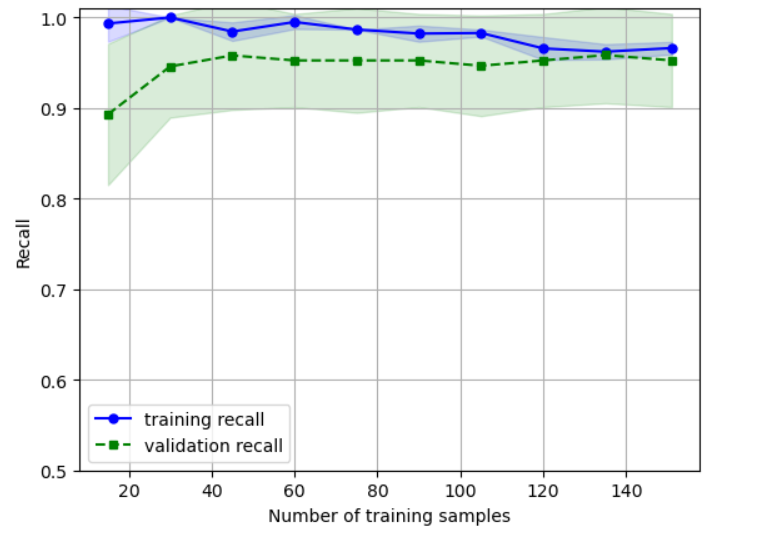 1.0
0.9
0.8
0.7
0.6
0.5
Recall
training recall
validation recall
20 40 60 80 100 120 140
Number of training samples